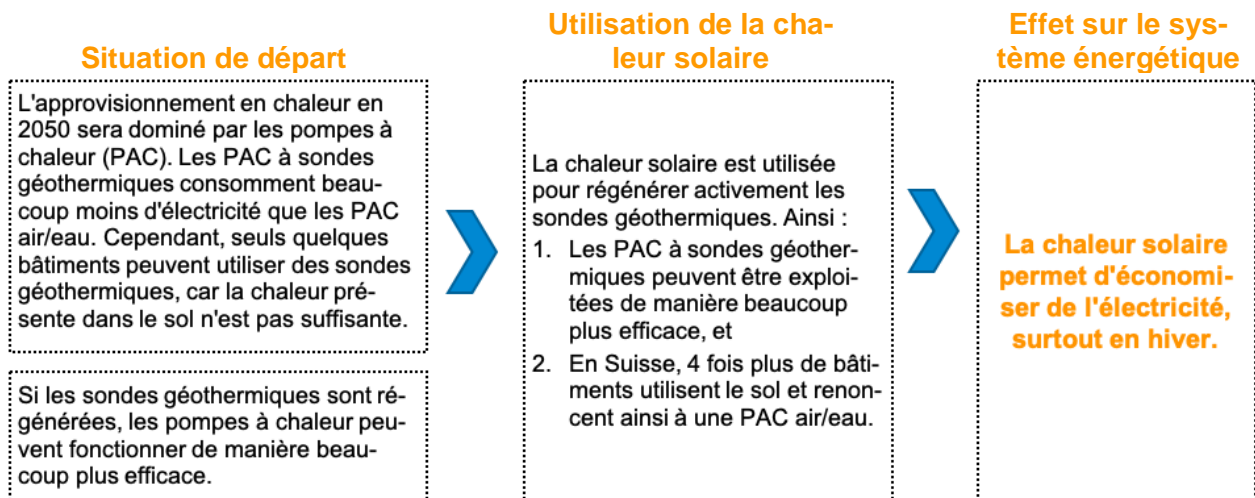 Situation de départ
L'approvisionnement en chaleur en
2050 sera dominé par les pompes à
chaleur (PAC). Les PAC à sondes
géothermiques consomment beau-
coup moins d'électricité que les PAC
air/eau. Cependant, seuls quelques
bâtiments peuvent utiliser des sondes
géothermiques, car la chaleur pré-
sente dans le sol n'est pas suffisante.
Si les sondes géothermiques sont ré-
générées, les pompes à chaleur peu-
vent fonctionner de manière beau-
coup plus efficace.
Utilisation de la cha-
leur solaire
La chaleur solaire est utilisée
pour régénérer activement les
sondes géothermiques. Ainsi :
1. Les PAC à sondes géother-
miques peuvent être exploi-
tées de manière beaucoup
plus efficace, et
2. En Suisse, 4 fois plus de bâti-
ments utilisent le sol et renon-
cent ainsi à une PAC air/eau.
Effet sur le sys-
tème énergétique
La chaleur solaire
permet d'économi-
ser de l'électricité,
surtout en hiver.